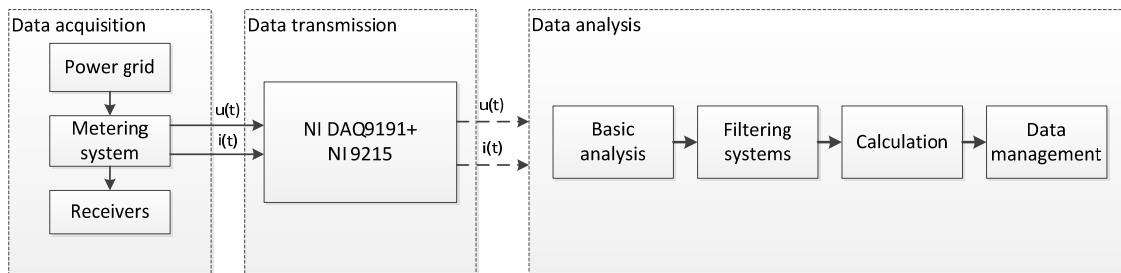 Data acquisition
Power grid
Metering
system
Receivers
u(t)
i(t)
Data transmission
NI DAQ9191+
NI 9215
u(t)
i(t)
Data analysis
Basic
analysis
Filtering
systems
Calculation
Data
management